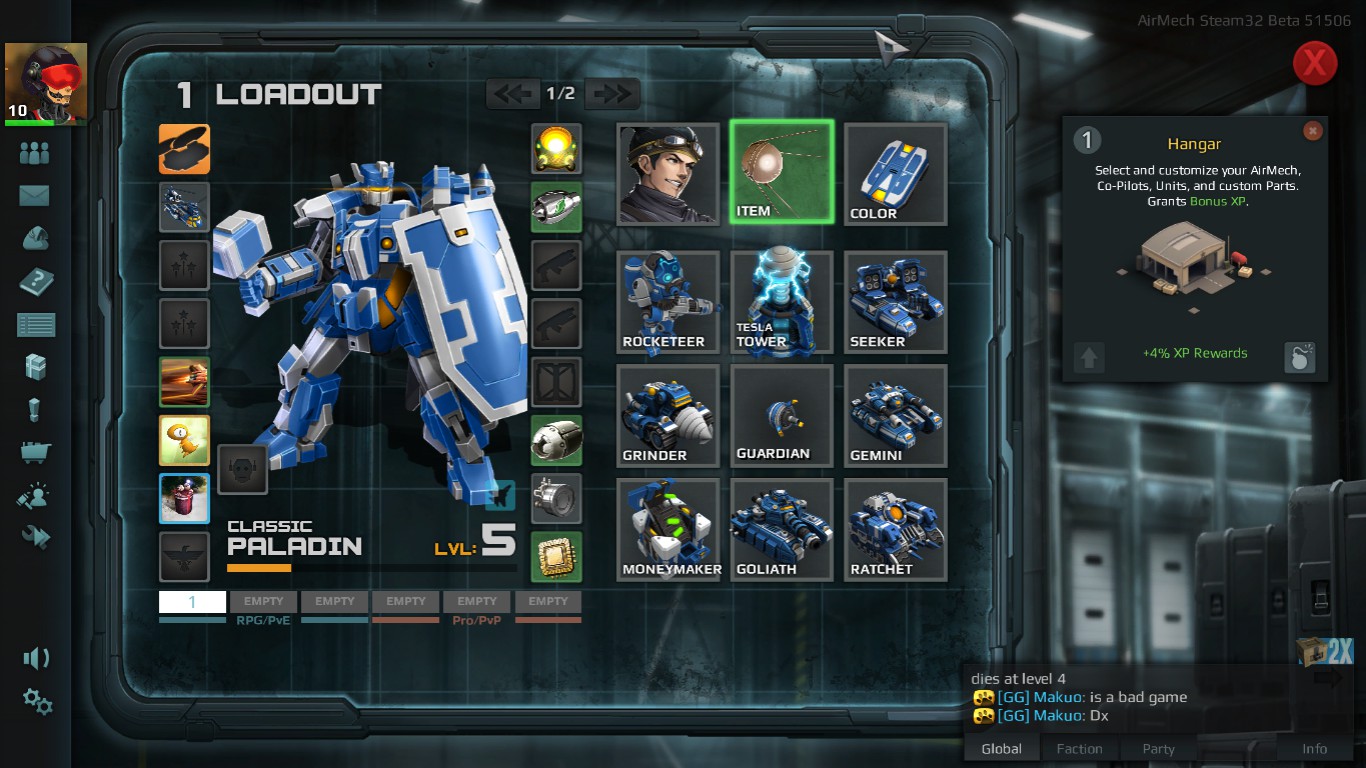 AirMech Steam32 Beta 51506
10
1 LOADOUT
1/2
X
ITEM
COLOR
ROCKETEER
TESLA
TOWER
SEEKER
GRINDER
GUARDIAN
GEMINI
MONEYMAKER
GOLIATH
RATCHET
CLASSIC
PALADIN
LVL: 5
1
EMPTY
EMPTY
EMPTY
EMPTY
EMPTY
RPG/PvE
Pro/PvP
1
Hangar
Select and customize your AirMech,
Co-Pilots, Units, and custom Parts.
Grants Bonus XP.
+4% XP Rewards
2X
dies at level 4
[GG] Makuo: is a bad game
[GG] Makuo: Dx
Global
Faction
Party
Info